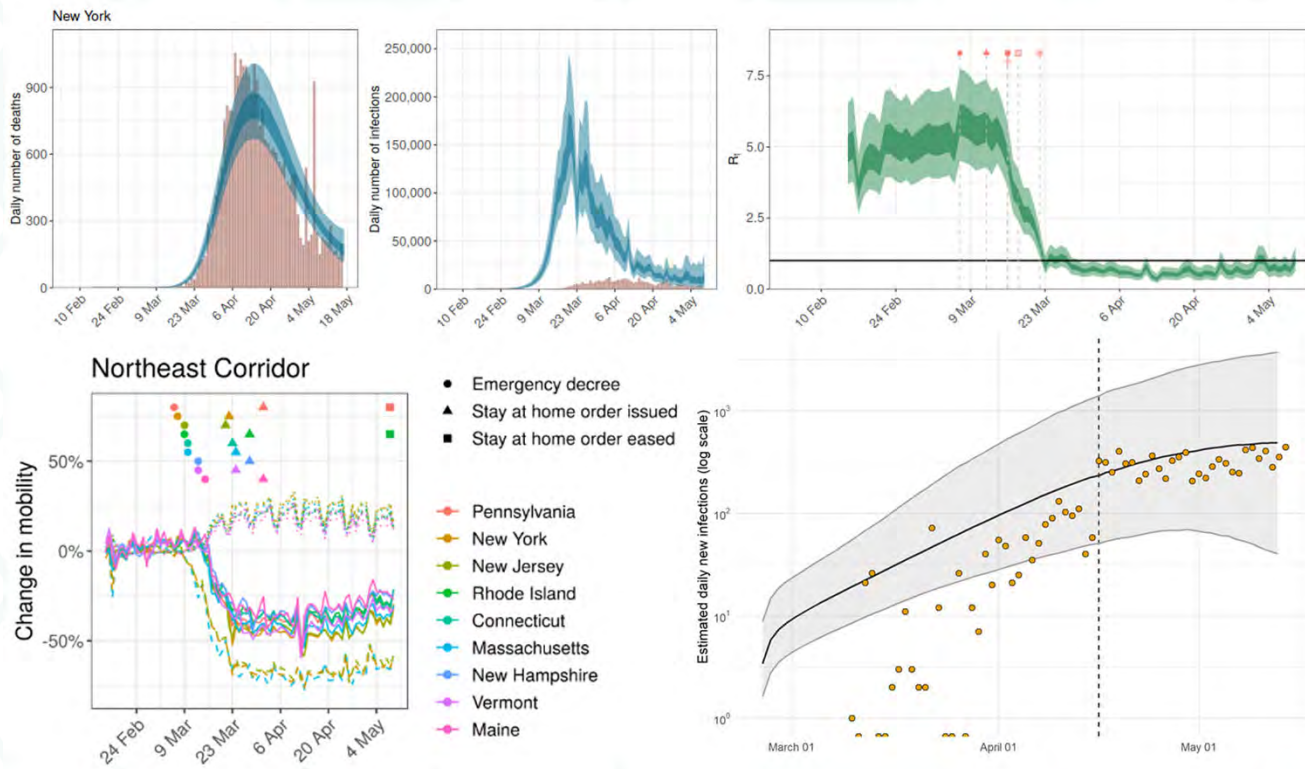 New York
Daily number of deaths
900
600
300
0
10 Feb
24 Feb
9 Mar
23 Mar
6 Apr
20 Apr
4 May
18 May
Daily number of infections
250,000
200,000
150,000
100,000
50,000
0
10 Feb
24 Feb
9 Mar
23 Mar
6 Apr
20 Apr
4 May
Rt
7.5
5.0
2.5
0.0
10 Feb
24 Feb
9 Mar
23 Mar
6 Apr
20 Apr
4 May
Northeast Corridor
Change in mobility
50%
0%
-50%
24 Feb
9 Mar
23 Mar
6 Apr
20 Apr
4 May
Emergency decree
Stay at home order issued
Stay at home order eased
Pennsylvania
New York
New Jersey
Rhode Island
Connecticut
Massachusetts
New Hampshire
Vermont
Maine
Estimated daily new infections (log scale)
10³
10²
10¹
10⁰
March 01
April 01
May 01